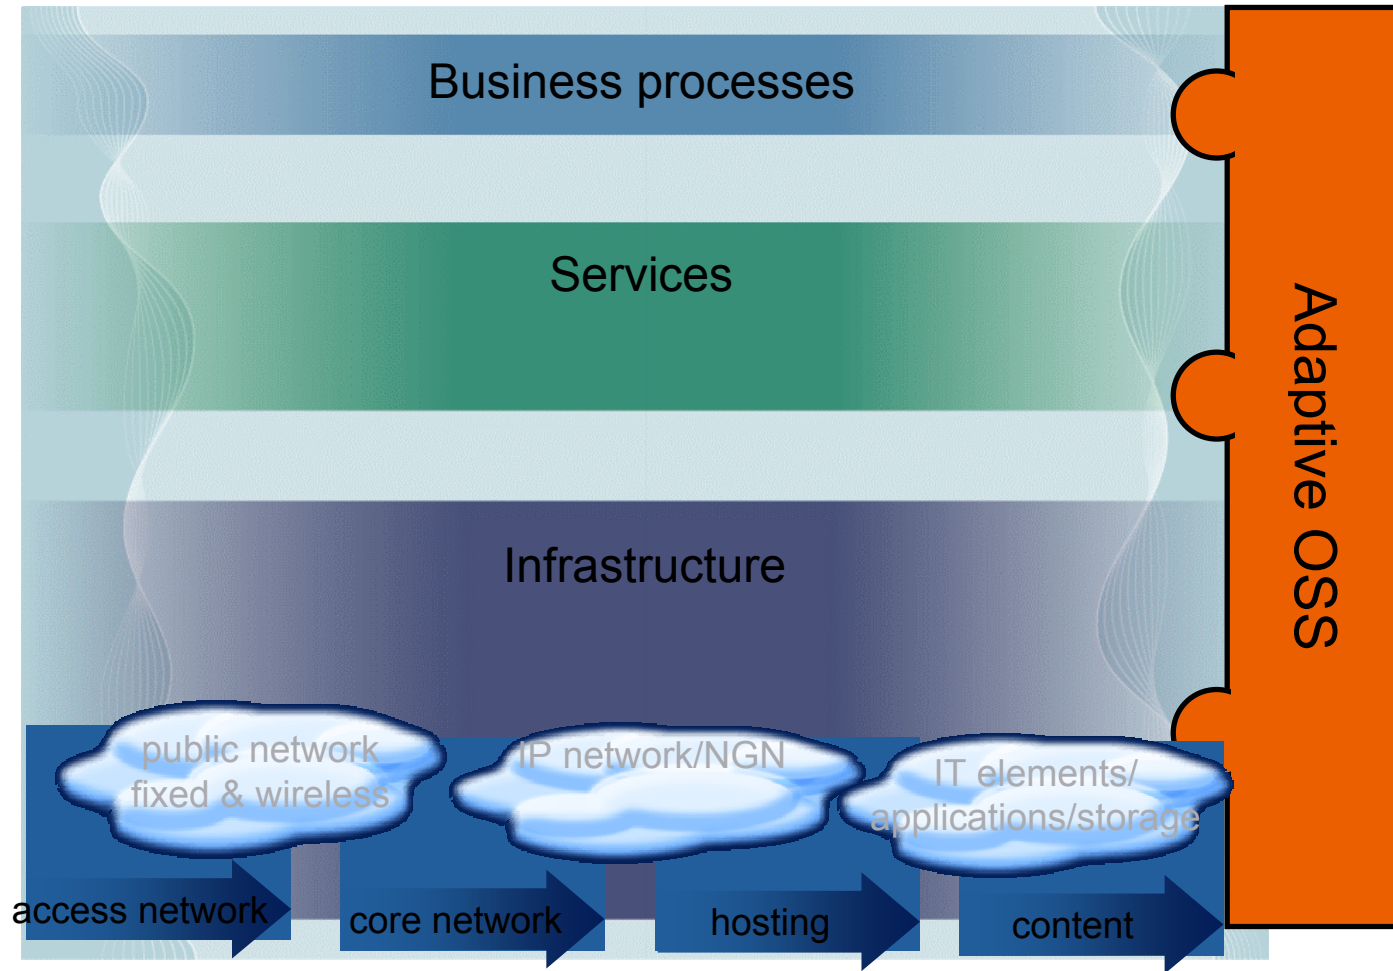 Business processes
Services
Infrastructure
Adaptive OSS
public network
fixed & wireless
IP network/NGN
IT elements/
applications/storage
access network
core network
hosting
content